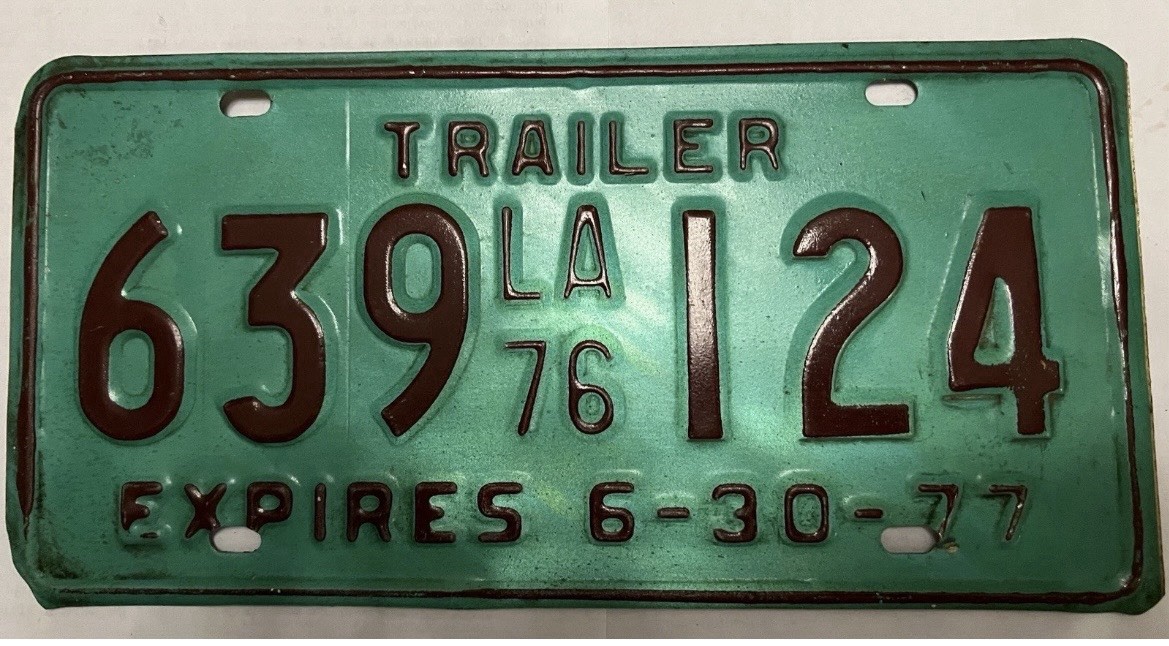 TRAILER
639 LA 76 124
EXPIRES 6-30-77